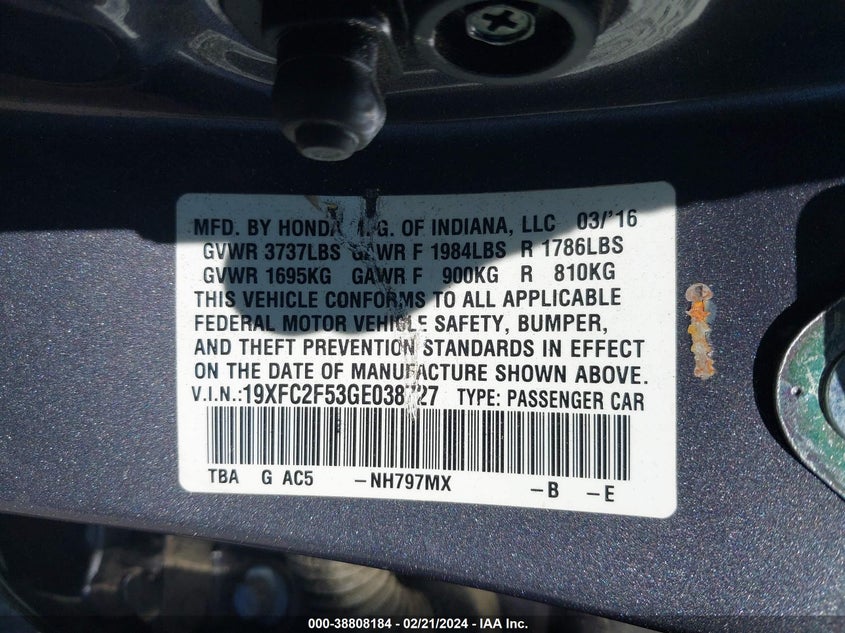 MFD. BY HONDA OF INDIANA, LLC 03/'16
GVWR 3737LBS GAWR F 1984LBS R 1786LBS
GVWR 1695KG GAWR F 900KG R 810KG
THIS VEHICLE CONFORMS TO ALL APPLICABLE
FEDERAL MOTOR VEHICLE SAFETY, BUMPER,
AND THEFT PREVENTION STANDARDS IN EFFECT
ON THE DATE OF MANUFACTURE SHOWN ABOVE.
V.I.N.: TYPE: PASSENGER CAR
TBA G AC5 -NH797MX -B -E
000-38808184 - 02/21/2024 - IAA Inc.